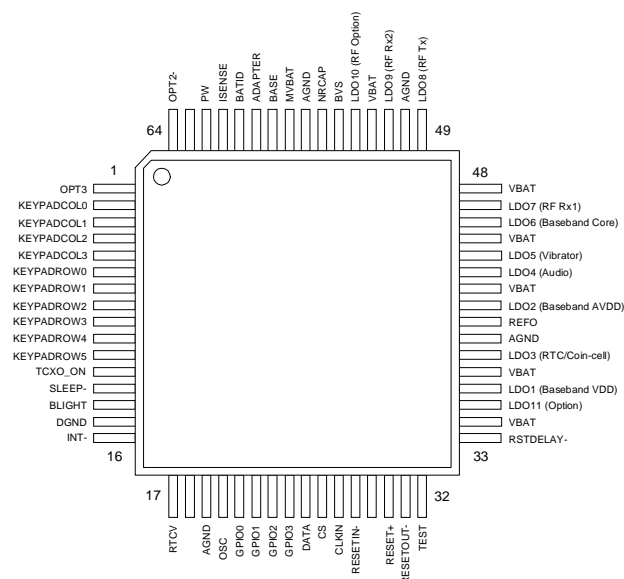 OPT2-
PW
ISENSE
BATID
ADAPTER
BASE
MVBAT
AGND
NRCAP
BVS
LDO10 (RF Option)
VBAT
LDO9 (RF Rx2)
AGND
LDO8 (RF Tx)
64
49
1
48
OPT3
KEYPADCOL0
KEYPADCOL1
KEYPADCOL2
KEYPADCOL3
KEYPADROW0
KEYPADROW1
KEYPADROW2
KEYPADROW3
KEYPADROW4
KEYPADROW5
TCXO_ON
SLEEP-
BLIGHT
DGND
INT-
VBAT
LDO7 (RF Rx1)
LDO6 (Baseband Core)
VBAT
LDO5 (Vibrator)
LDO4 (Audio)
VBAT
LDO2 (Baseband AVDD)
REFO
AGND
LDO3 (RTC/Coin-cell)
VBAT
LDO1 (Baseband VDD)
LDO11 (Option)
VBAT
RSTDELAY-
16
33
17
32
RTCV
AGND
OSC
GPIO0
GPIO1
GPIO2
GPIO3
DATA
CS
CLKIN
RESETIN-
RESET+
RESETOUT-
TEST